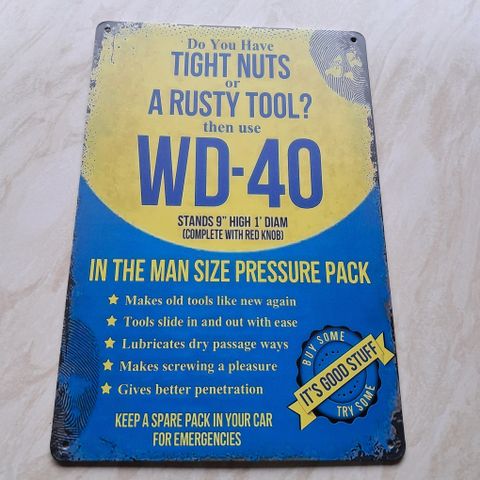 Do You Have
TIGHT NUTS
or
A RUSTY TOOL?
then use
WD-40
STANDS 9" HIGH 1' DIAM
(COMPLETE WITH RED KNOB)
IN THE MAN SIZE PRESSURE PACK
Makes old tools like new again
Tools slide in and out with ease
Lubricates dry passage ways
Makes screwing a pleasure
Gives better penetration
BUY SOME
IT'S GOOD STUFF
TRY SOME
KEEP A SPARE PACK IN YOUR CAR
FOR EMERGENCIES